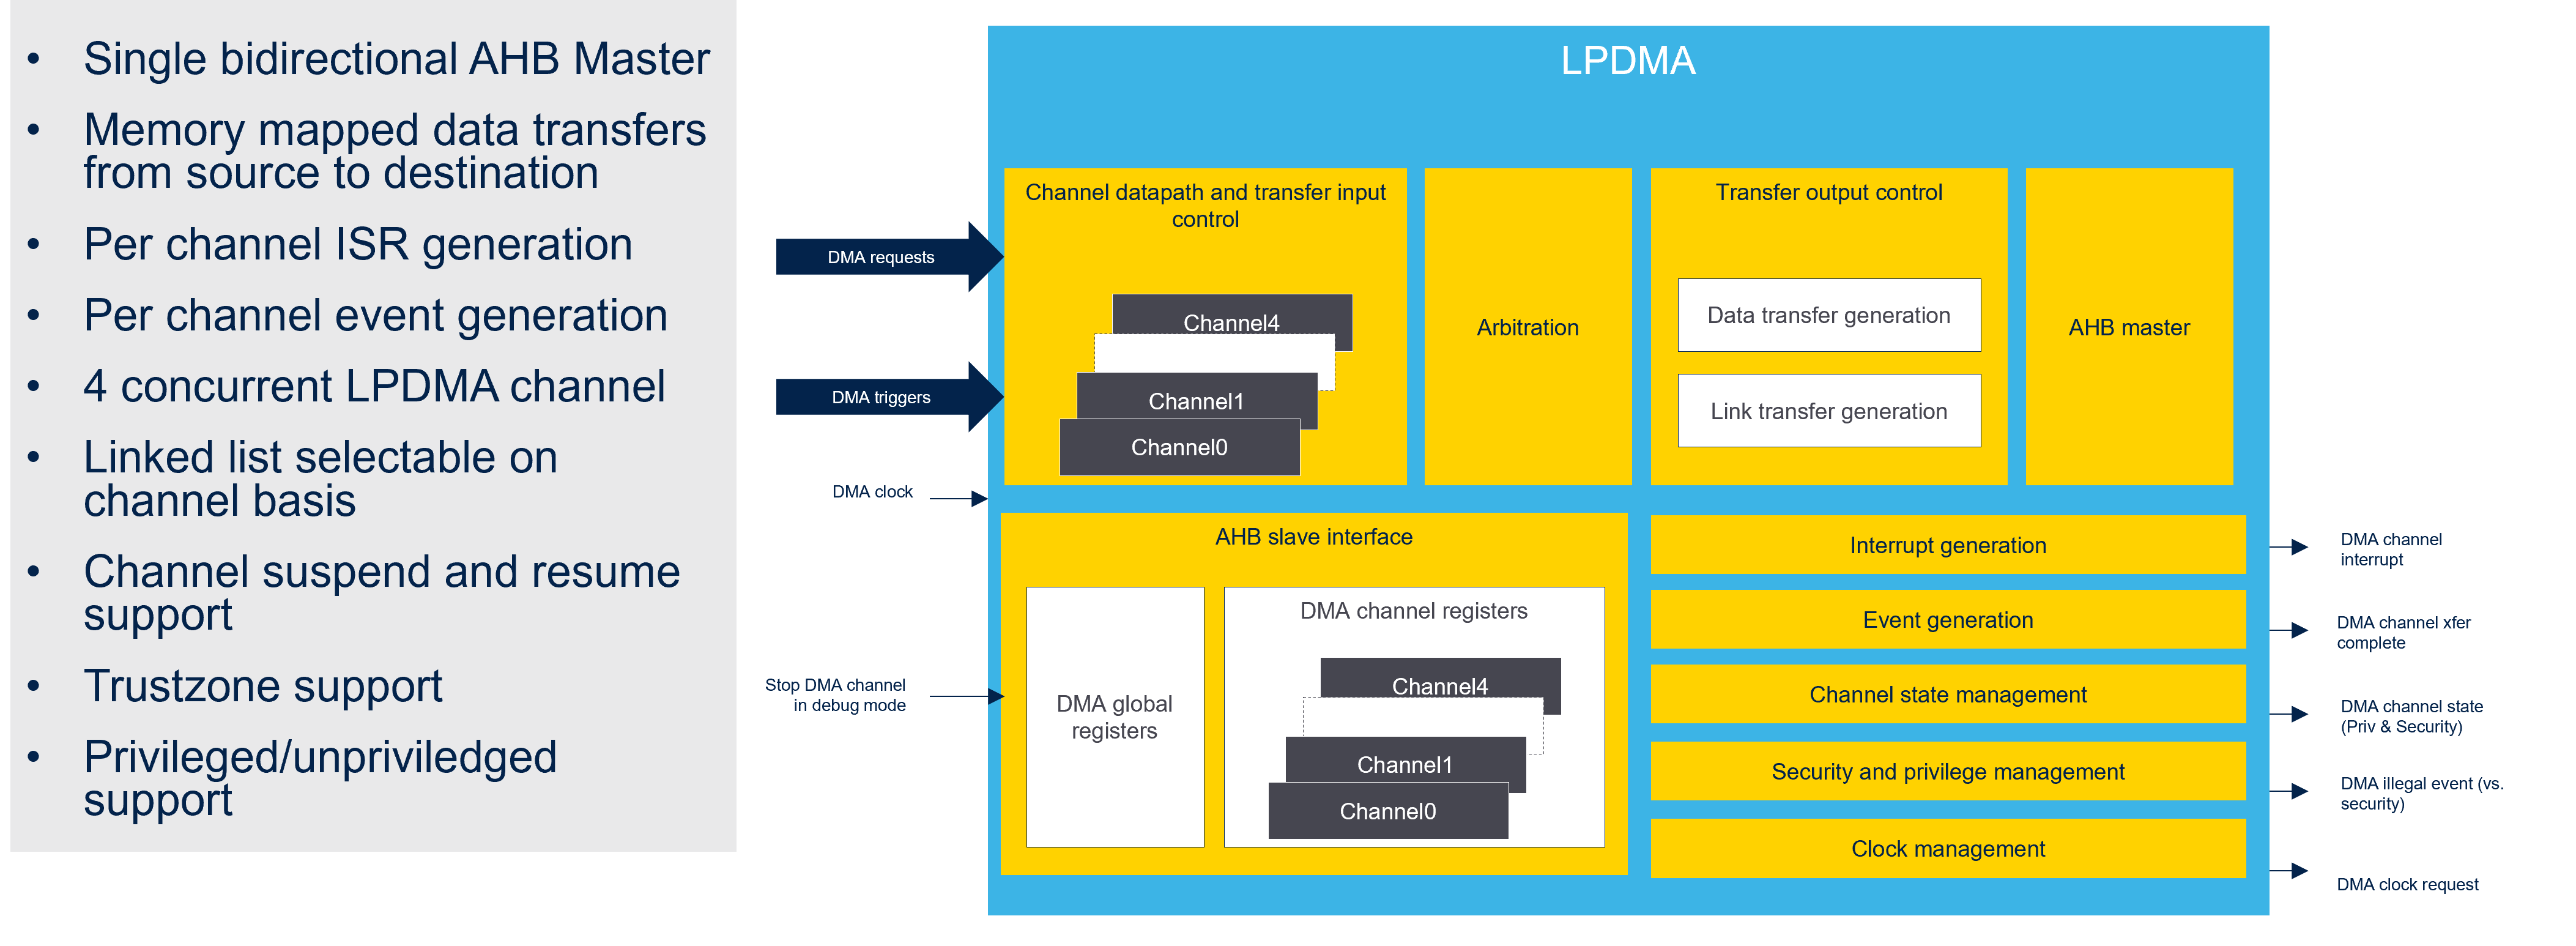 • Single bidirectional AHB Master
• Memory mapped data transfers
from source to destination
• Per channel ISR generation
• Per channel event generation
• 4 concurrent LPDMA channel
• Linked list selectable on
channel basis
• Channel suspend and resume
support
• Trustzone support
• Privileged/unpriviledged
support
LPDMA
DMA requests
DMA triggers
DMA clock
Stop DMA channel
in debug mode
Channel datapath and transfer input
control
Channel4
Channel1
Channel0
Arbitration
Transfer output control
Data transfer generation
Link transfer generation
AHB master
AHB slave interface
DMA global
registers
DMA channel registers
Channel4
Channel1
Channel0
Interrupt generation
Event generation
Channel state management
Security and privilege management
Clock management
DMA channel
interrupt
DMA channel xfer
complete
DMA channel state
(Priv & Security)
DMA illegal event (vs.
security)
DMA clock request